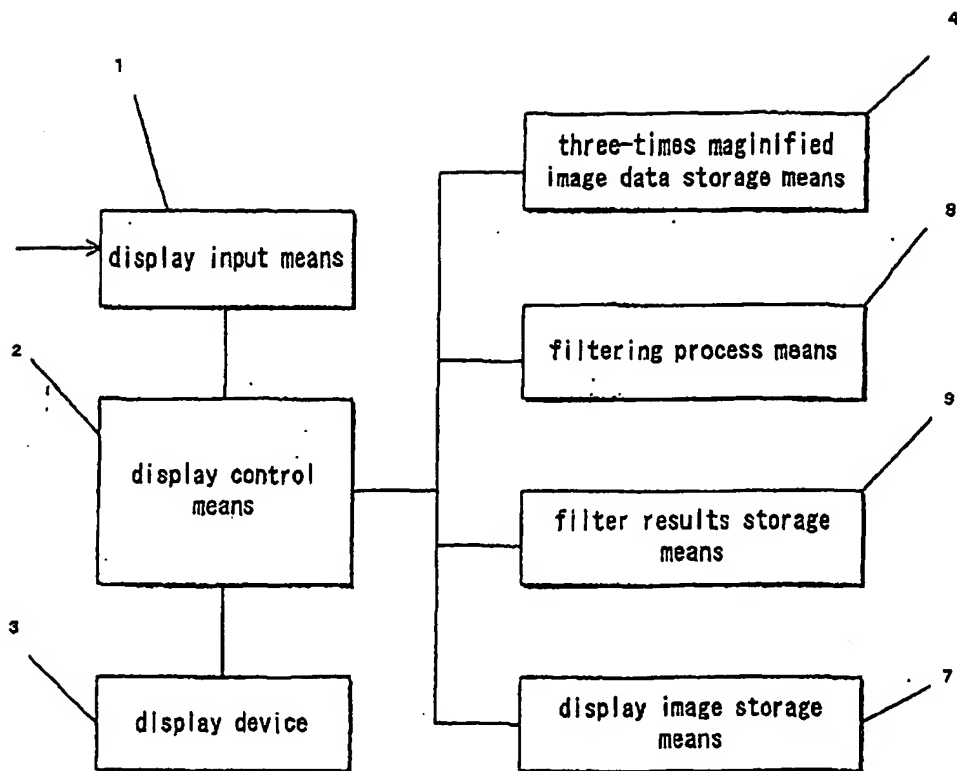 4
1
three-times maginified
image data storage means
8
display input means
2
filtering process means
9
display control
means
filter results storage
means
3
7
display device
display image storage
means